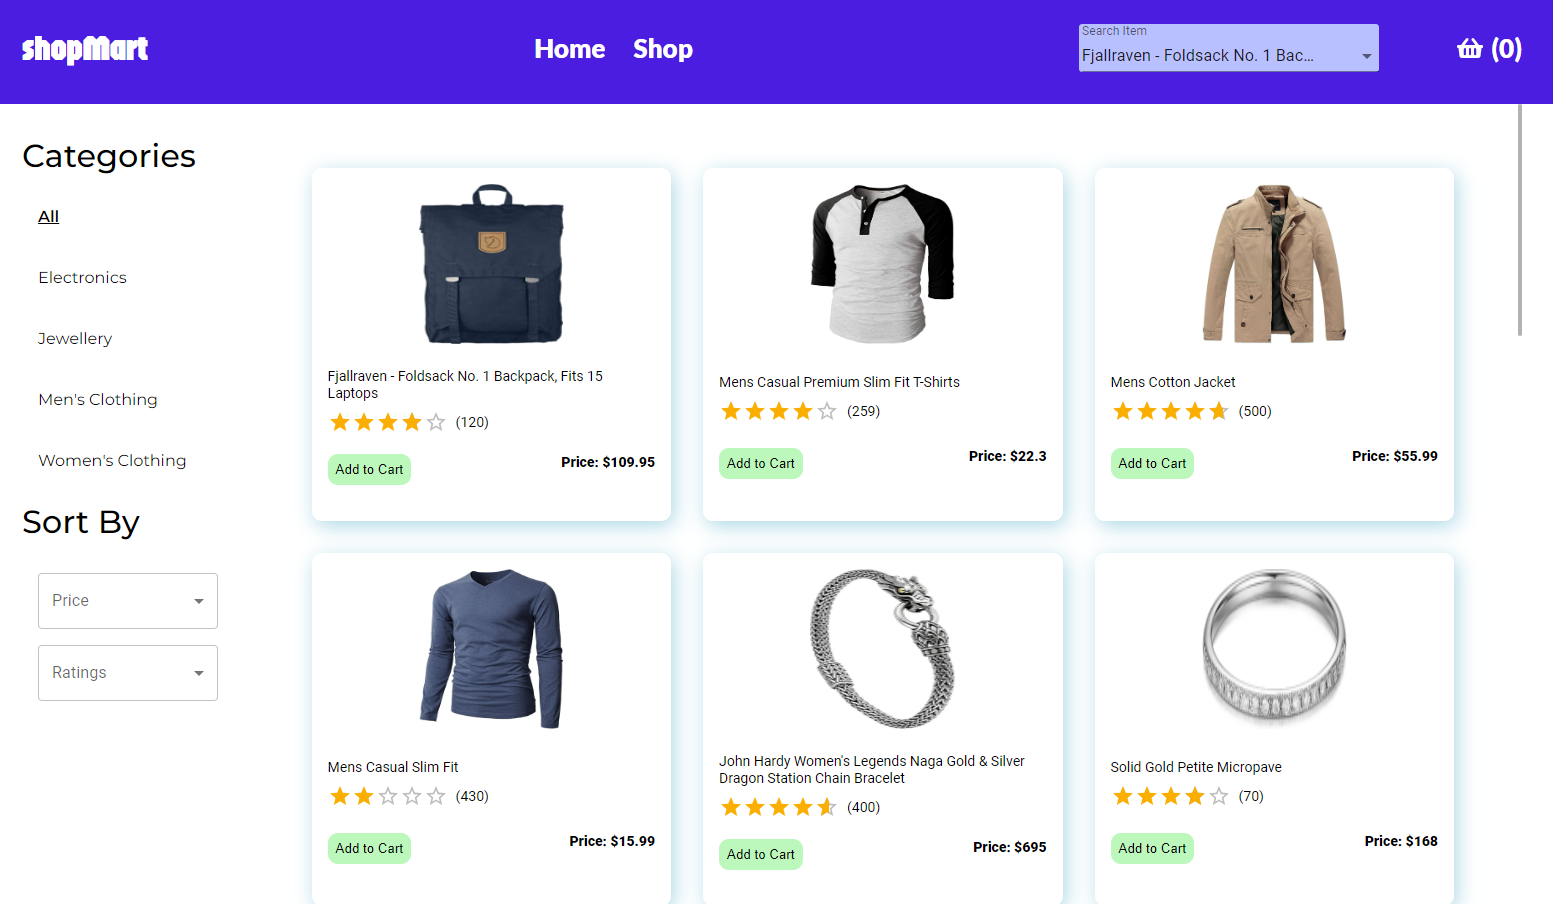 shopMart
Home
Shop
Search Item
Fjallraven - Foldsack No. 1 Bac...
(0)
Categories
All
Electronics
Jewellery
Men's Clothing
Women's Clothing
Sort By
Price
Ratings
Fjallraven - Foldsack No. 1 Backpack, Fits 15
Laptops
(120)
Add to Cart
Price: $109.95
Mens Casual Premium Slim Fit T-Shirts
(259)
Add to Cart
Price: $22.3
Mens Cotton Jacket
(500)
Add to Cart
Price: $55.99
Mens Casual Slim Fit
(430)
Add to Cart
Price: $15.99
John Hardy Women's Legends Naga Gold & Silver
Dragon Station Chain Bracelet
(400)
Add to Cart
Price: $695
Solid Gold Petite Micropave
(70)
Add to Cart
Price: $168